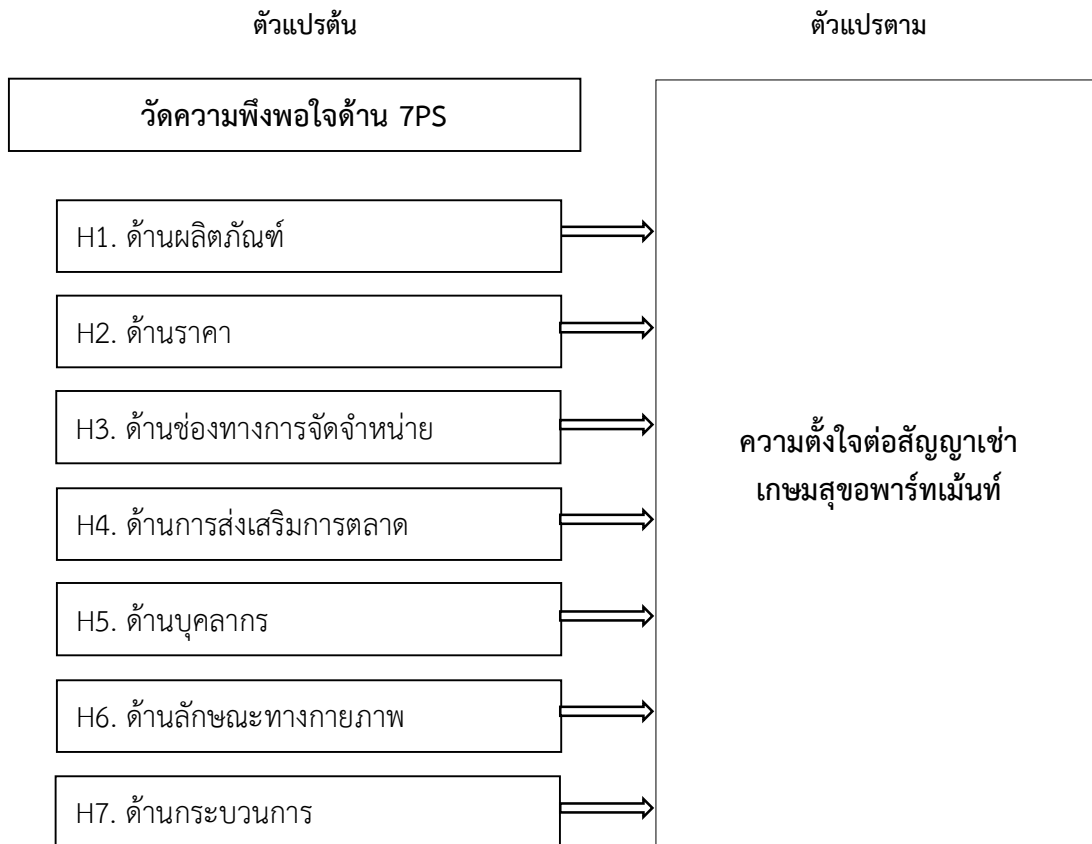 ตัวแปรต้น
ตัวแปรตาม
วัดความพึงพอใจด้าน 7PS
H1. ด้านผลิตภัณฑ์
H2. ด้านราคา
H3. ด้านช่องทางการจัดจำหน่าย
H4. ด้านการส่งเสริมการตลาด
H5. ด้านบุคลากร
H6. ด้านลักษณะทางกายภาพ
H7. ด้านกระบวนการ
ความตั้งใจต่อสัญญาเช่า
เกษมสุขอพาร์ทเม้นท์